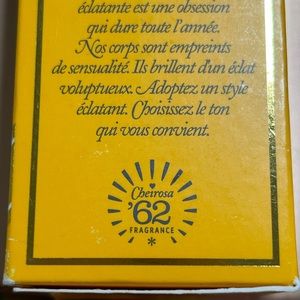 éclatante est une obsession
qui dure toute l'année.
Nos corps sont empreints
de sensualité. Ils brillent d'un éclat
voluptueux. Adoptez un style
éclatant. Choisissez le ton
qui vous convient.
Cheirosa
'62
FRAGRANCE
*